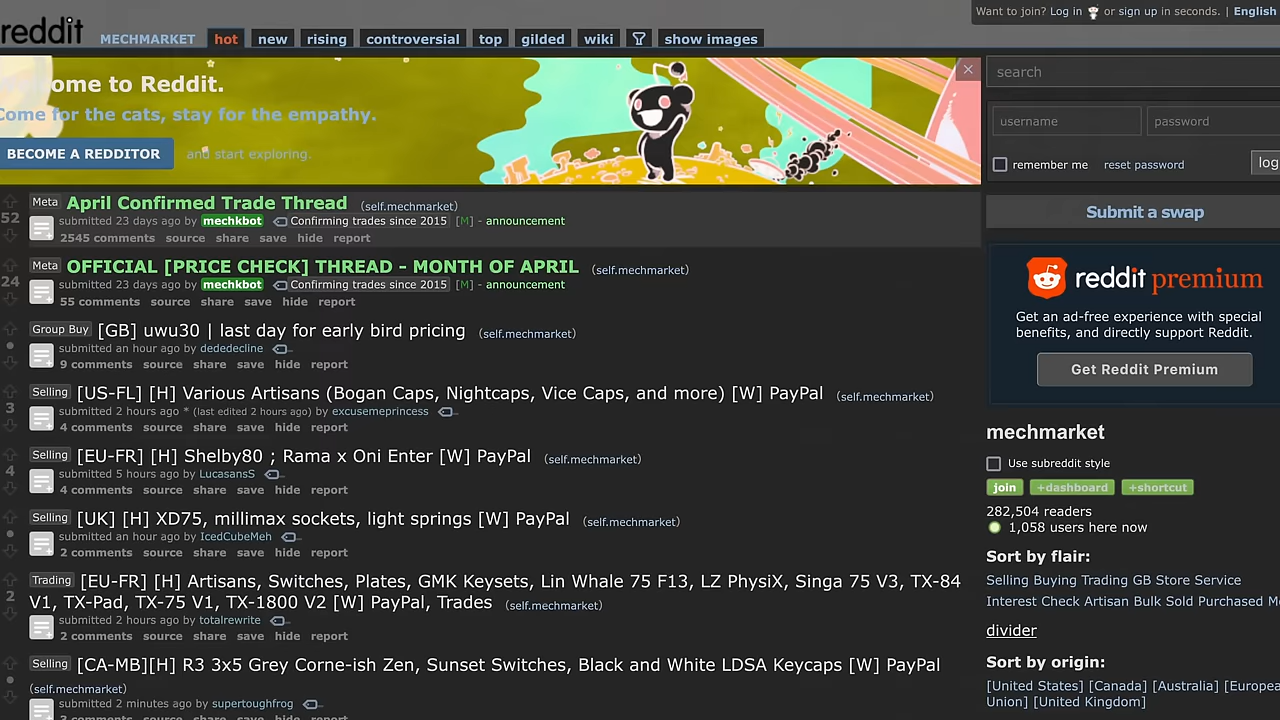 Want to join? Log in or sign up in seconds. | English
reddit MECHMARKET hot new rising controversial top gilded wiki show images
ome to Reddit.
Come for the cats, stay for the empathy.
BECOME A REDDITOR and start exploring.
52
Meta April Confirmed Trade Thread (self.mechmarket)
submitted 23 days ago by mechkbot Confirming trades since 2015 [M] - announcement
2545 comments source share save hide report
24
Meta OFFICIAL [PRICE CHECK] THREAD - MONTH OF APRIL (self.mechmarket)
submitted 23 days ago by mechkbot Confirming trades since 2015 [M] - announcement
55 comments source share save hide report
•
Group Buy [GB] uwu30 | last day for early bird pricing (self.mechmarket)
submitted an hour ago by dededecline
9 comments source share save hide report
3
Selling [US-FL] [H] Various Artisans (Bogan Caps, Nightcaps, Vice Caps, and more) [W] PayPal (self.mechmarket)
submitted 2 hours ago * (last edited 2 hours ago) by excusemeprincess
4 comments source share save hide report
4
Selling [EU-FR] [H] Shelby80 ; Rama x Oni Enter [W] PayPal (self.mechmarket)
submitted 5 hours ago by LucasansS
4 comments source share save hide report
•
Selling [UK] [H] XD75, millimax sockets, light springs [W] PayPal (self.mechmarket)
submitted an hour ago by IcedCubeMeh
2 comments source share save hide report
2
Trading [EU-FR] [H] Artisans, Switches, Plates, GMK Keysets, Lin Whale 75 F13, LZ PhysiX, Singa 75 V3, TX-84
V1, TX-Pad, TX-75 V1, TX-1800 V2 [W] PayPal, Trades (self.mechmarket)
submitted 2 hours ago by totalrewrite
2 comments source share save hide report
•
Selling [CA-MB][H] R3 3x5 Grey Corne-ish Zen, Sunset Switches, Black and White LDSA Keycaps [W] PayPal
(self.mechmarket)
submitted 2 minutes ago by supertoughfrog
3 comments source share save hide report
search
username password
remember me reset password log
Submit a swap
reddit premium
Get an ad-free experience with special
benefits, and directly support Reddit.
Get Reddit Premium
mechmarket
Use subreddit style
join +dashboard +shortcut
282,504 readers
1,058 users here now
Sort by flair:
Selling Buying Trading GB Store Service
Interest Check Artisan Bulk Sold Purchased M
divider
Sort by origin:
[United States] [Canada] [Australia] [Europea
Union] [United Kingdom]